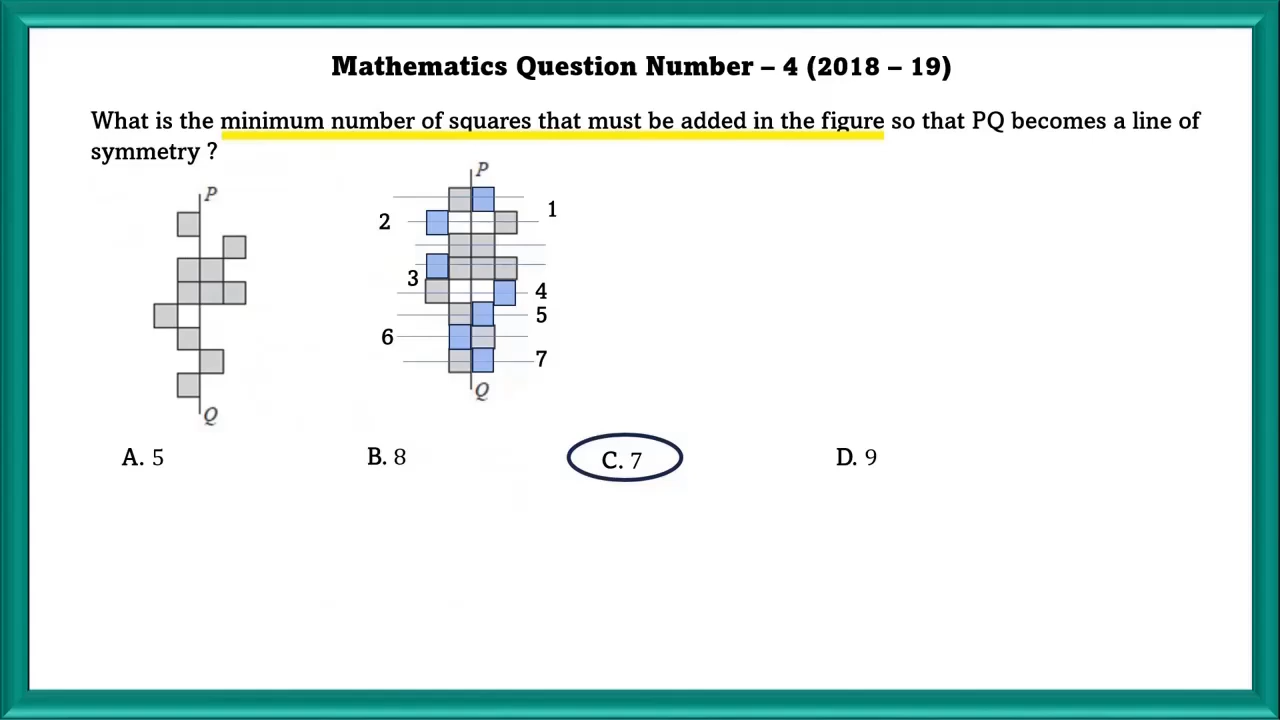 Mathematics Question Number – 4 (2018 – 19)
What is the minimum number of squares that must be added in the figure so that PQ becomes a line of
symmetry ?
P
Q
P
1
2
3
4
5
6
7
Q
A. 5
B. 8
C. 7
D. 9